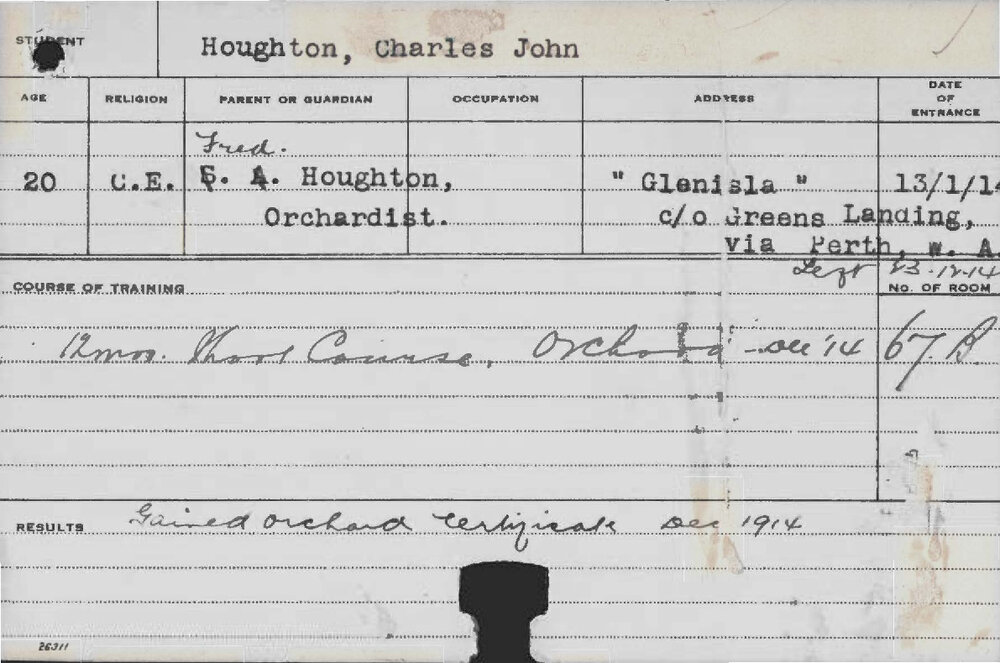 STUDENT Houghton, Charles John
AGE RELIGION PARENT OR GUARDIAN OCCUPATION ADDRESS DATE OF ENTRANCE
Fred.
20 C.E. A. Houghton, " Glenisla " 13/1/14
Orchardist. c/o Greens Landing,
via Perth, W. A.
Left 23-12-14
COURSE OF TRAINING No. OF ROOM
12mos. Short Course, Orchard - Dec '14 67.B
RESULTS Gained Orchard Certificate Dec 1914
26311